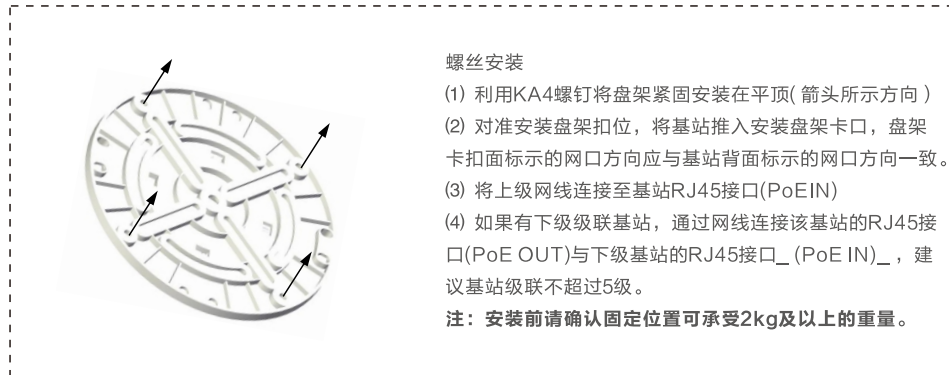 螺丝安装
(1) 利用KA4螺钉将盘架紧固安装在平顶( 箭头所示方向 )
(2) 对准安装盘架扣位，将基站推入安装盘架卡口，盘架
卡扣面标示的网口方向应与基站背面标示的网口方向一致。
(3) 将上级网线连接至基站RJ45接口(PoEIN)
(4) 如果有下级级联基站，通过网线连接该基站的RJ45接
口(PoE OUT)与下级基站的RJ45接口_ (PoE IN)_ ，建
议基站级联不超过5级。
注：安装前请确认固定位置可承受2kg及以上的重量。